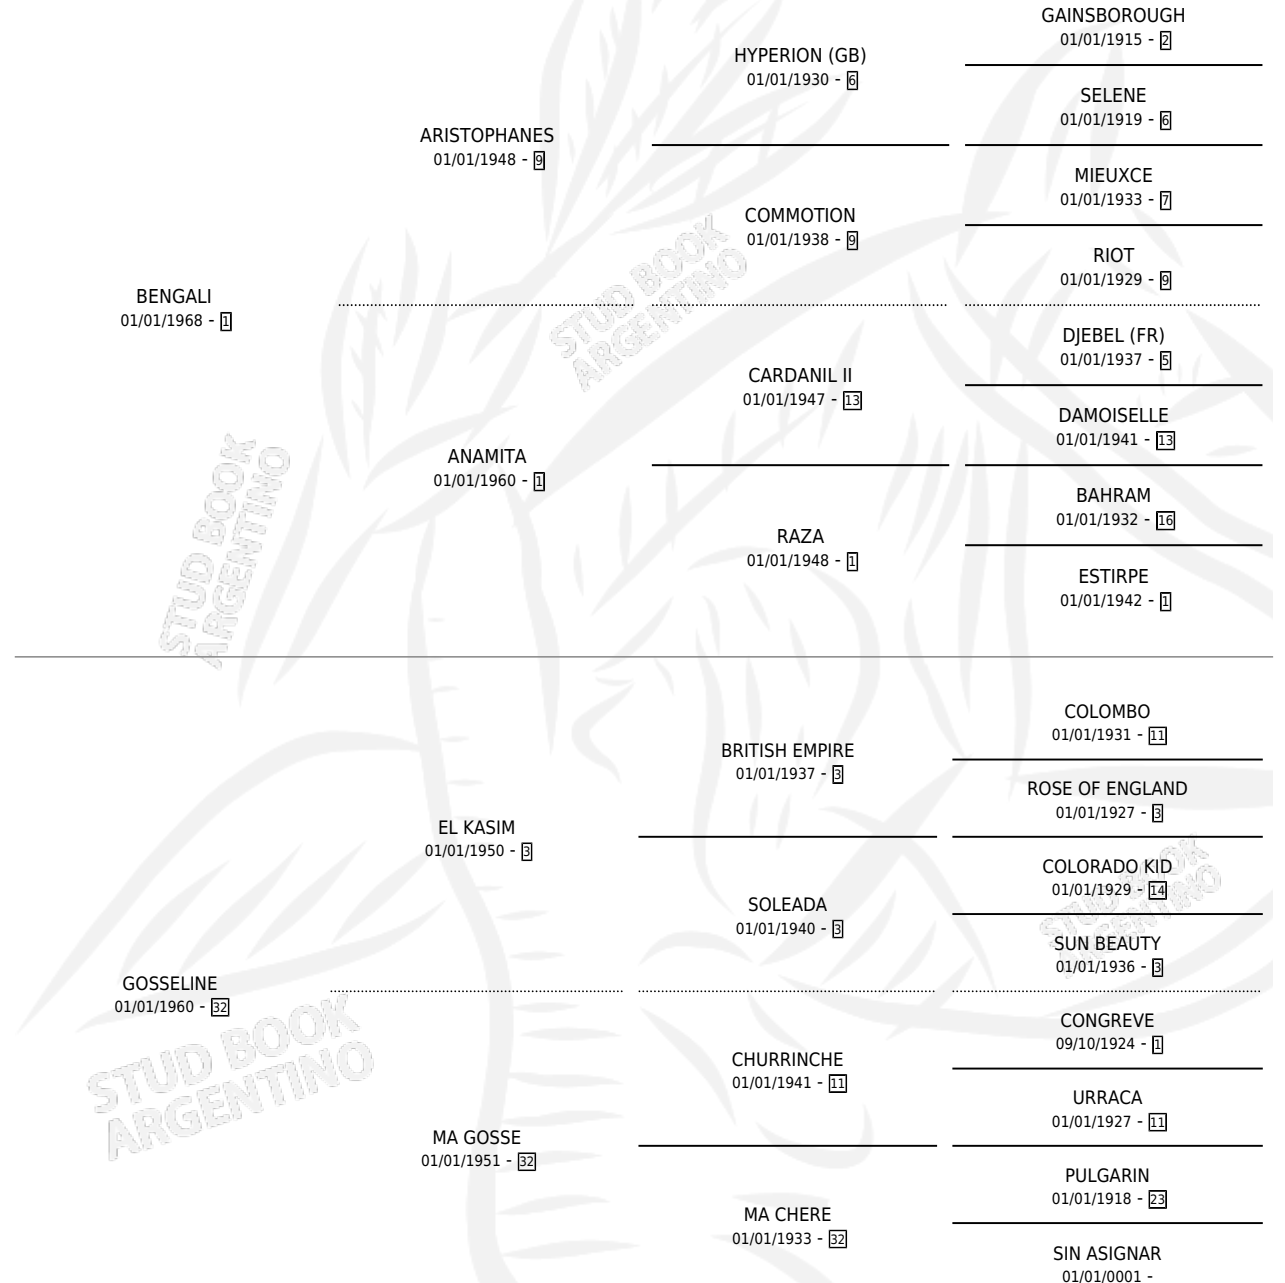 GAINSBOROUGH
01/01/1915 - 2
HYPERION (GB)
01/01/1930 - 6
SELENE
01/01/1919 - 6
ARISTOPHANES
01/01/1948 - 9
MIEUXCE
01/01/1933 - 7
COMMOTION
01/01/1938 - 9
RIOT
01/01/1929 - 9
BENGALI
01/01/1968 - 1
DJEBEL (FR)
01/01/1937 - 5
CARDANIL II
01/01/1947 - 13
DAMOISELLE
01/01/1941 - 13
ANAMITA
01/01/1960 - 1
BAHRAM
01/01/1932 - 16
RAZA
01/01/1948 - 1
ESTIRPE
01/01/1942 - 1
COLOMBO
01/01/1931 - 11
BRITISH EMPIRE
01/01/1937 - 3
ROSE OF ENGLAND
01/01/1927 - 3
EL KASIM
01/01/1950 - 3
COLORADO KID
01/01/1929 - 14
SOLEADA
01/01/1940 - 3
SUN BEAUTY
01/01/1936 - 3
GOSSELINE
01/01/1960 - 32
CONGREVE
09/10/1924 - 1
CHURRINCHE
01/01/1941 - 11
URRACA
01/01/1927 - 11
MA GOSSE
01/01/1951 - 32
PULGARIN
01/01/1918 - 23
MA CHERE
01/01/1933 - 32
SIN ASIGNAR
01/01/0001 -
STUD BOOK
ARGENTINO
STUD BOOK
ARGENTINO
STUD BOOK
ARGENTINO
STUD BOOK
ARGENTINO